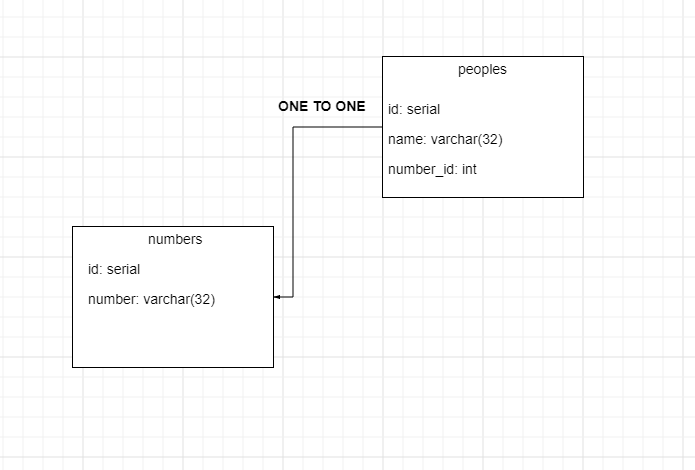 peoples
ONE TO ONE
id: serial
name: varchar(32)
number_id: int
numbers
id: serial
number: varchar(32)